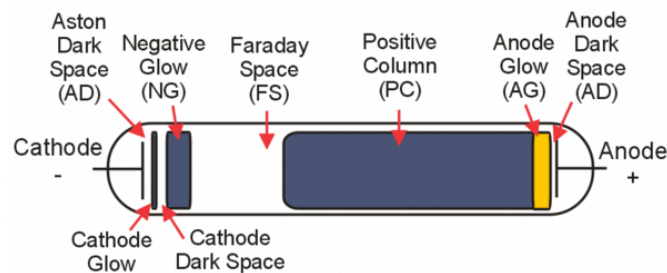 Aston
Dark
Space
(AD)
Negative
Glow
(NG)
Faraday
Space
(FS)
Positive
Column
(PC)
Anode
Glow
(AG)
Anode
Dark
Space
(AD)
Cathode
-
Anode
+
Cathode
Glow
Cathode
Dark Space